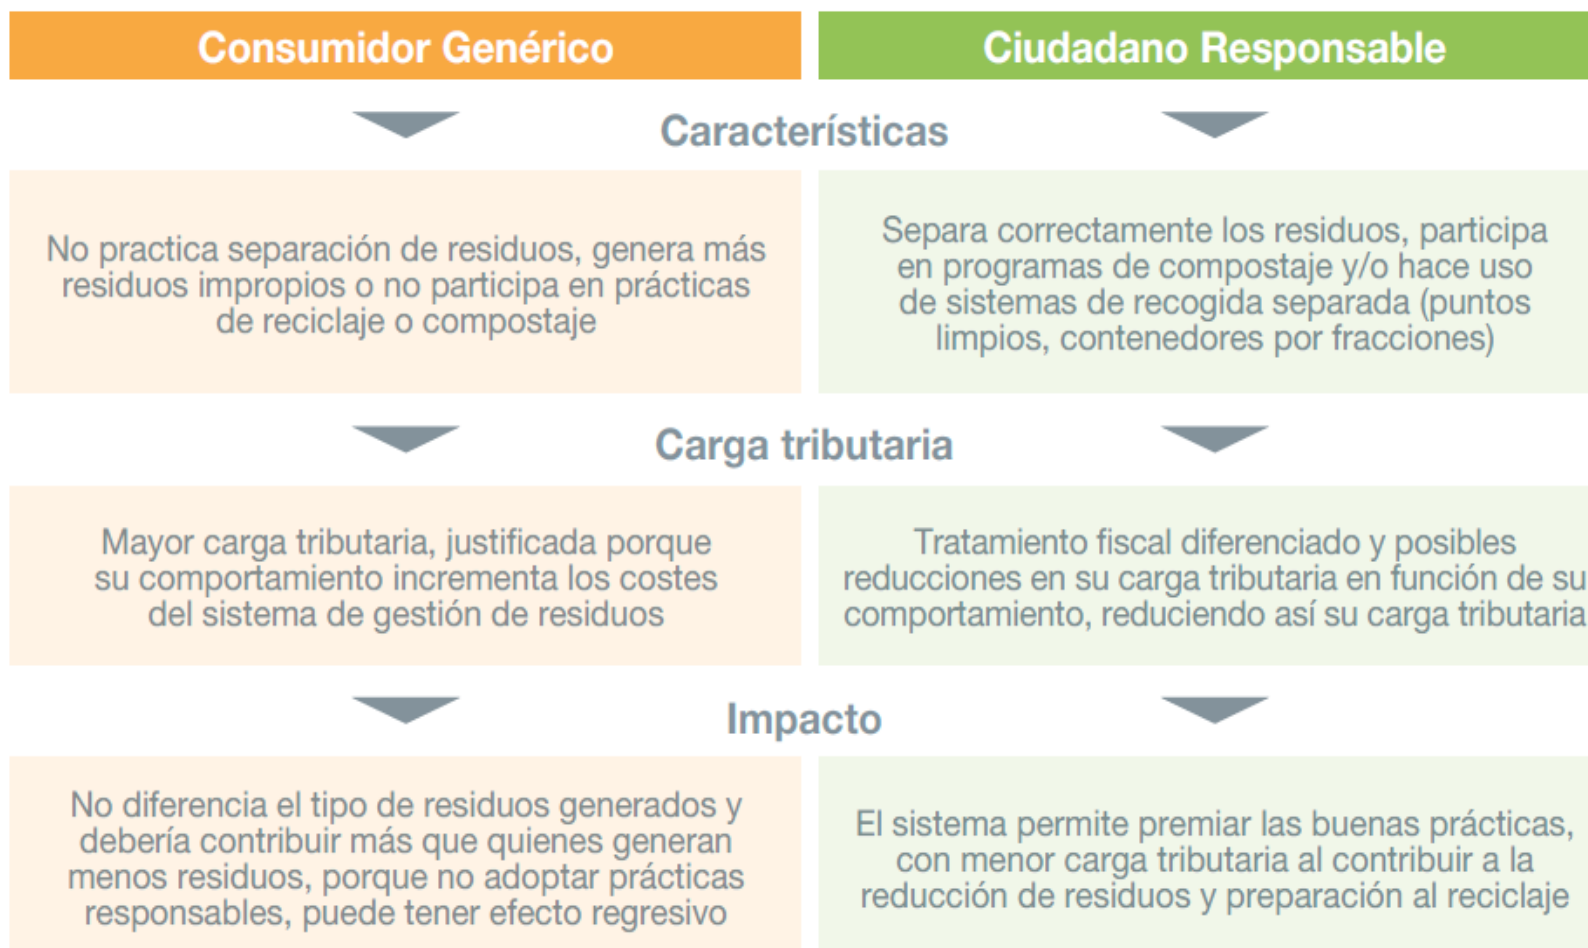 Consumidor Genérico
Ciudadano Responsable
Características
No practica separación de residuos, genera más
residuos impropios o no participa en prácticas
de reciclaje o compostaje
Separa correctamente los residuos, participa
en programas de compostaje y/o hace uso
de sistemas de recogida separada (puntos
limpios, contenedores por fracciones)
Carga tributaria
Mayor carga tributaria, justificada porque
su comportamiento incrementa los costes
del sistema de gestión de residuos
Tratamiento fiscal diferenciado y posibles
reducciones en su carga tributaria en función de su
comportamiento, reduciendo así su carga tributaria
Impacto
No diferencia el tipo de residuos generados y
debería contribuir más que quienes generan
menos residuos, porque no adoptar prácticas
responsables, puede tener efecto regresivo
El sistema permite premiar las buenas prácticas,
con menor carga tributaria al contribuir a la
reducción de residuos y preparación al reciclaje